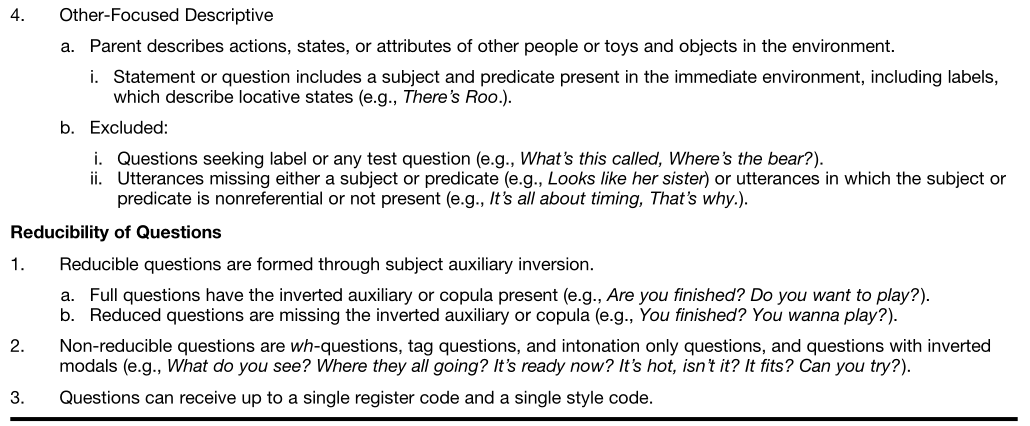 4. Other-Focused Descriptive
a. Parent describes actions, states, or attributes of other people or toys and objects in the environment.
i. Statement or question includes a subject and predicate present in the immediate environment, including labels,
which describe locative states (e.g., There's Roo.).
b. Excluded:
i. Questions seeking label or any test question (e.g., What's this called, Where's the bear?).
ii. Utterances missing either a subject or predicate (e.g., Looks like her sister) or utterances in which the subject or
predicate is nonreferential or not present (e.g., It's all about timing, That's why.).
Reducibility of Questions
1. Reducible questions are formed through subject auxiliary inversion.
a. Full questions have the inverted auxiliary or copula present (e.g., Are you finished? Do you want to play?).
b. Reduced questions are missing the inverted auxiliary or copula (e.g., You finished? You wanna play?).
2. Non-reducible questions are wh-questions, tag questions, and intonation only questions, and questions with inverted
modals (e.g., What do you see? Where they all going? It's ready now? It's hot, isn't it? It fits? Can you try?).
3. Questions can receive up to a single register code and a single style code.